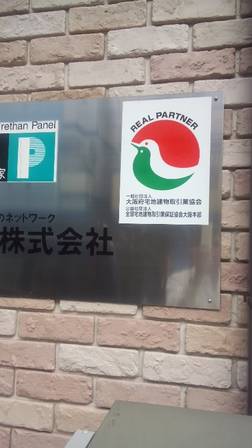 rethan Panel
家
P
のネットワーク
株式会社
REAL PARTNER
一般社団法人
大阪府宅地建物取引業協会
公益社団法人
全国宅地建物取引業保証協会大阪本部